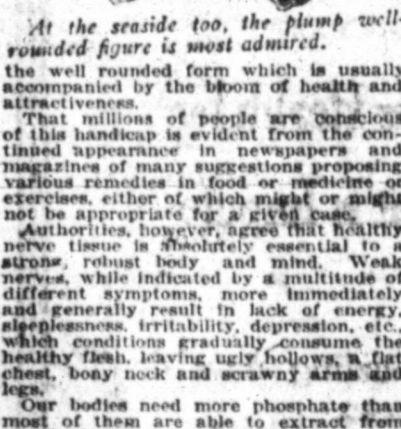 At the seaside too, the plump well-
rounded figure is most admired.
the well rounded form which is usually
accompanied by the bloom of health and
attractiveness.
That millions of people are conscious
of this handicap is evident from the con-
tinued appearance in newspapers and
magazines of many suggestions proposing
various remedies in food or medicine or
exercises, either of which might or might
not be appropriate for a given case.
Authorities, however, agree that healthy
nerve tissue is absolutely essential to a
strong, robust body and mind. Weak
nerves, while indicated by a multitude of
different symptoms, more immediately
and generally result in lack of energy,
sleeplessness, irritability, depression, etc.,
which conditions gradually consume the
healthy flesh, leaving ugly hollows, a flat
chest, bony neck and scrawny arms and
legs.
Our bodies need more phosphate than
most of them are able to extract from